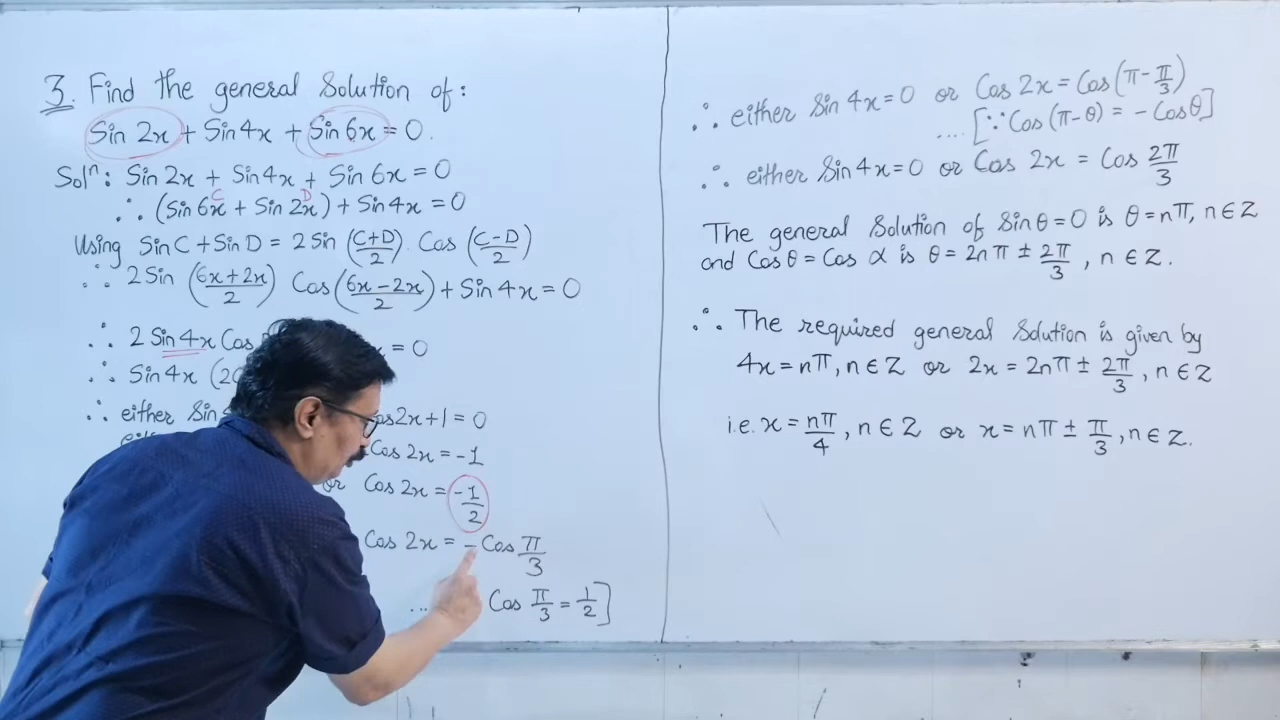 3. Find the general Solution of:
Sin 2x + Sin 4x + Sin 6x = 0.
Solⁿ: Sin 2x + Sin 4x + Sin 6x = 0
C D
∴ (Sin 6x + Sin 2x) + Sin 4x = 0
Using Sin C + Sin D = 2 Sin (C+D/2). Cos (C-D/2)
∴ 2 Sin (6x+2x/2) Cos (6x-2x/2) + Sin 4x = 0
∴ 2 Sin 4x Cos x = 0
∴ Sin 4x (2
∴ either Sin os2x+1 = 0
Cos 2x = -1
or Cos 2x = -1/2
Cos 2x = - Cos π/3
... Cos π/3 = 1/2]
∴ either Sin 4x = 0 or Cos 2x = Cos (π - π/3)
.... [∵ Cos (π-θ) = - Cos θ]
∴ either Sin 4x = 0 or Cos 2x = Cos 2π/3
The general Solution of Sin θ = 0 is θ = nπ, n ∈ Z
and Cos θ = Cos α is θ = 2nπ ± 2π/3, n ∈ Z.
∴ The required general Solution is given by
4x = nπ, n ∈ Z or 2x = 2nπ ± 2π/3, n ∈ Z
i.e. x = nπ/4, n ∈ Z or x = nπ ± π/3, n ∈ Z.